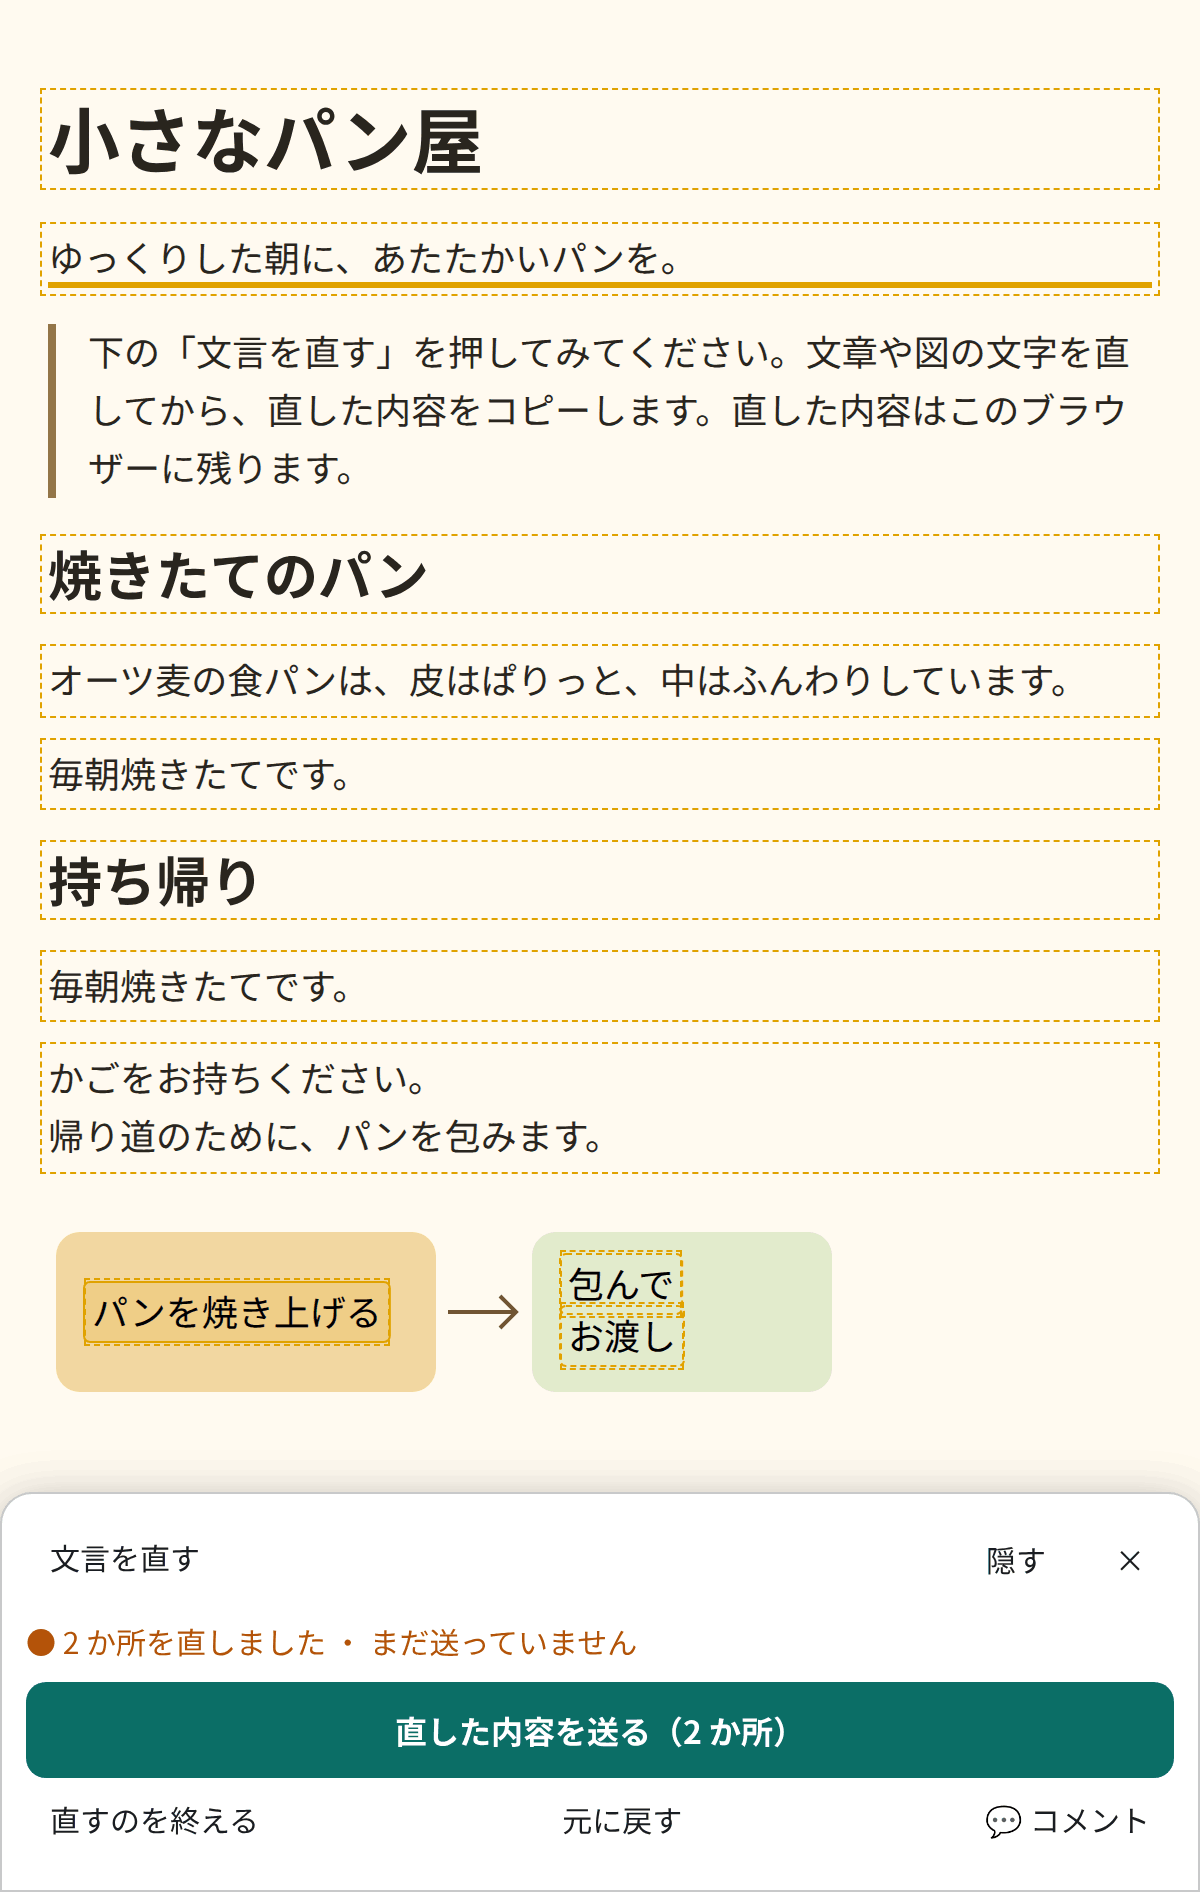 小さなパン屋
ゆっくりした朝に、あたたかいパンを。
下の「文言を直す」を押してみてください。文章や図の文字を直
してから、直した内容をコピーします。直した内容はこのブラウ
ザーに残ります。
焼きたてのパン
オーツ麦の食パンは、皮はぱりっと、中はふんわりしています。
毎朝焼きたてです。
持ち帰り
毎朝焼きたてです。
かごをお持ちください。
帰り道のために、パンを包みます。
パンを焼き上げる
包んで
お渡し
文言を直す
隠す
×
2 か所を直しました ・ まだ送っていません
直した内容を送る（2 か所）
直すのを終える
元に戻す
💬 コメント